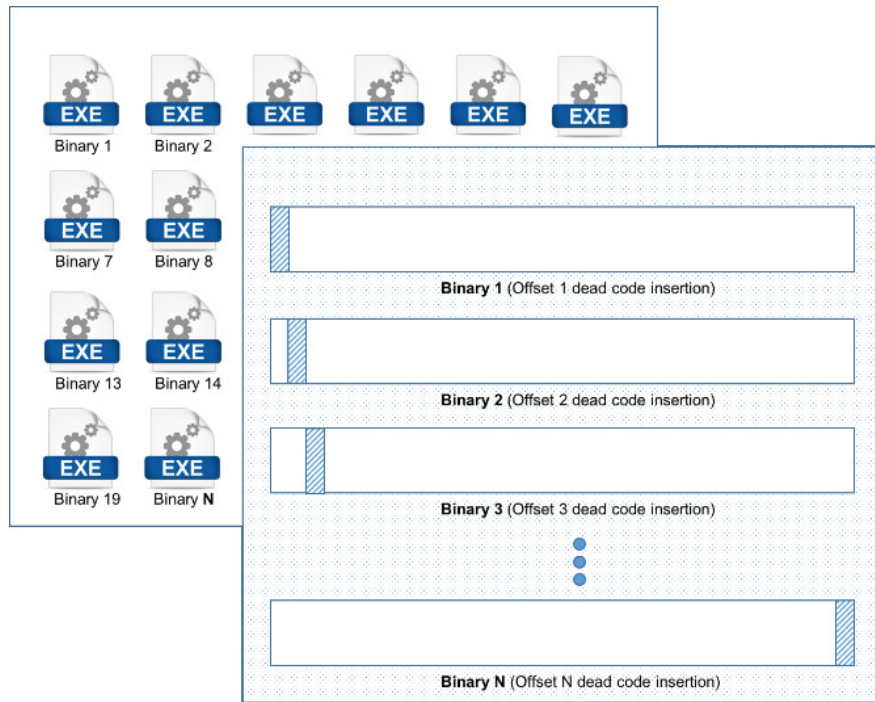 EXE EXE EXE EXE EXE EXE
Binary 1 Binary 2
EXE EXE
Binary 7 Binary 8
EXE EXE
Binary 13 Binary 14
EXE EXE
Binary 19 Binary N
Binary 1 (Offset 1 dead code insertion)
Binary 2 (Offset 2 dead code insertion)
Binary 3 (Offset 3 dead code insertion)
Binary N (Offset N dead code insertion)